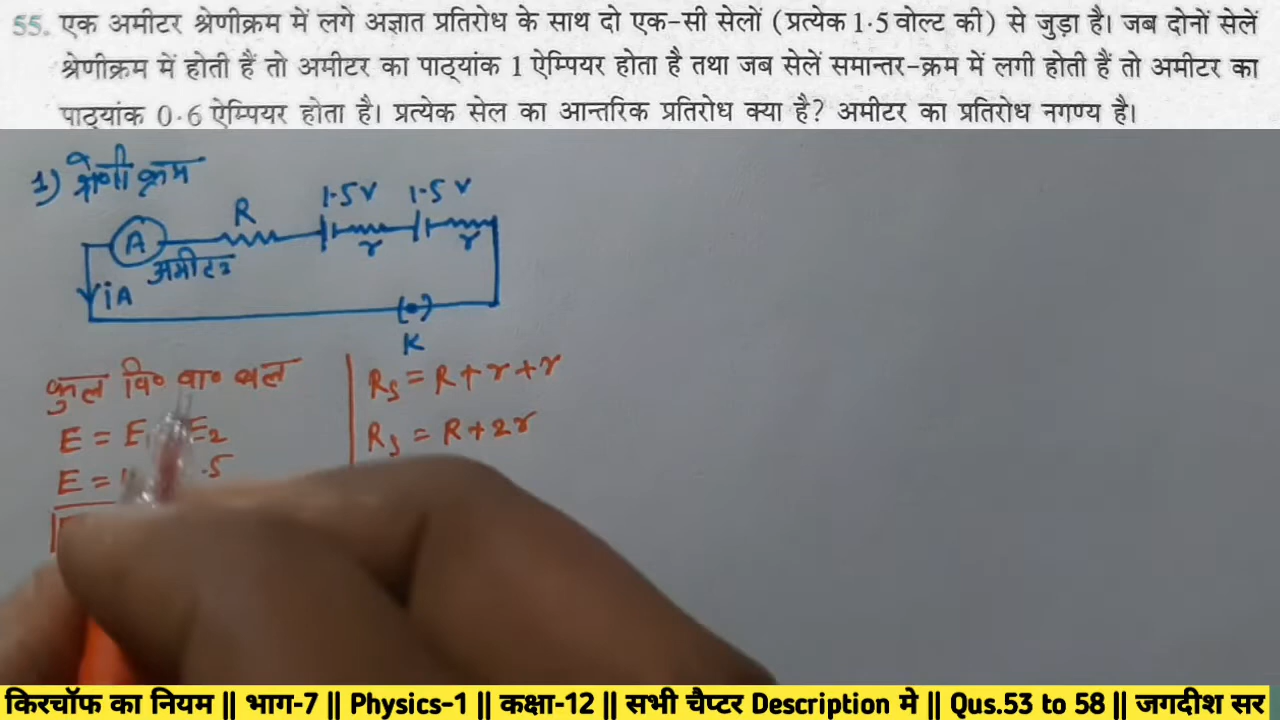 55. एक अमीटर श्रेणीक्रम में लगे अज्ञात प्रतिरोध के साथ दो एक-सी सेलों (प्रत्येक 1·5 वोल्ट की) से जुड़ा है। जब दोनों सेलें
श्रेणीक्रम में होती हैं तो अमीटर का पाठ्यांक 1 ऐम्पियर होता है तथा जब सेलें समान्तर-क्रम में लगी होती हैं तो अमीटर का
पाठ्यांक 0·6 ऐम्पियर होता है। प्रत्येक सेल का आन्तरिक प्रतिरोध क्या है? अमीटर का प्रतिरोध नगण्य है।
1) श्रेणी क्रम
1.5V 1.5V
R
A
r r
अमीटर
iA
K
कुल वि० वा० बल
E = E E2
E = .5
Rs = R+r+r
Rs = R+2r
किरचॉफ का नियम || भाग-7 || Physics-1 || कक्षा-12 || सभी चैप्टर Description मे || Qus.53 to 58 || जगदीश सर